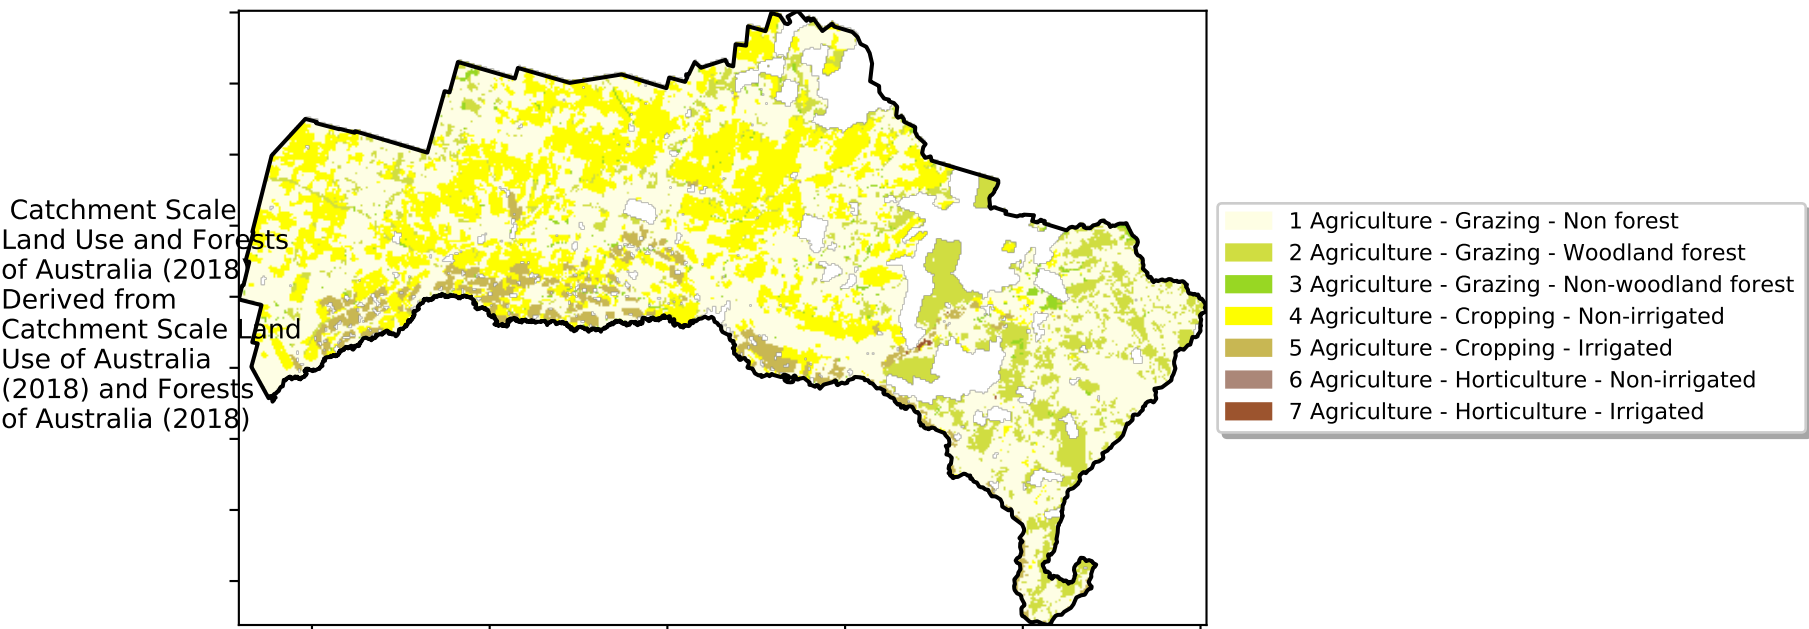 Catchment Scale
Land Use and Forests
of Australia (2018)
Derived from
Catchment Scale Land
Use of Australia
(2018) and Forests
of Australia (2018)
1 Agriculture - Grazing - Non forest
2 Agriculture - Grazing - Woodland forest
3 Agriculture - Grazing - Non-woodland forest
4 Agriculture - Cropping - Non-irrigated
5 Agriculture - Cropping - Irrigated
6 Agriculture - Horticulture - Non-irrigated
7 Agriculture - Horticulture - Irrigated